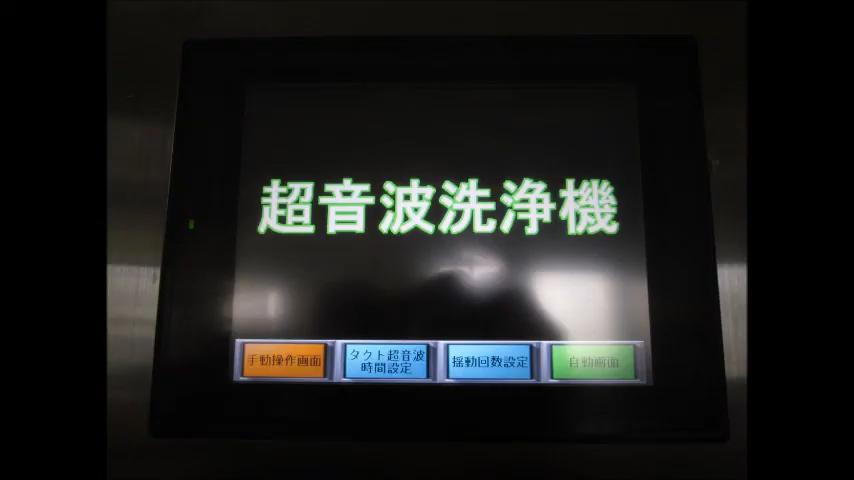 超音波洗浄機
手動操作画面
タクト超音波
時間設定
揺動回数設定
自動画面